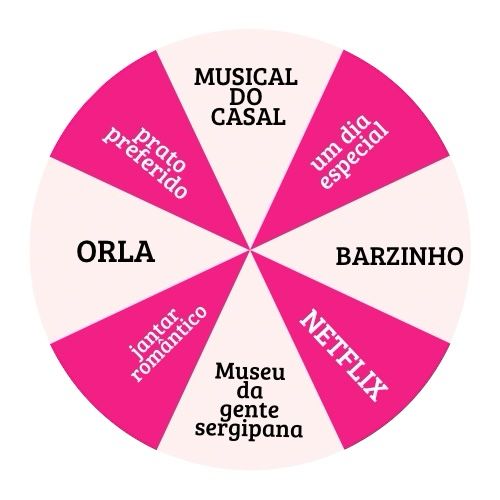 MUSICAL
DO
CASAL
um dia
especial
BARZINHO
NETFLIX
Museu
da
gente
sergipana
jantar
romântico
ORLA
prato
preferido